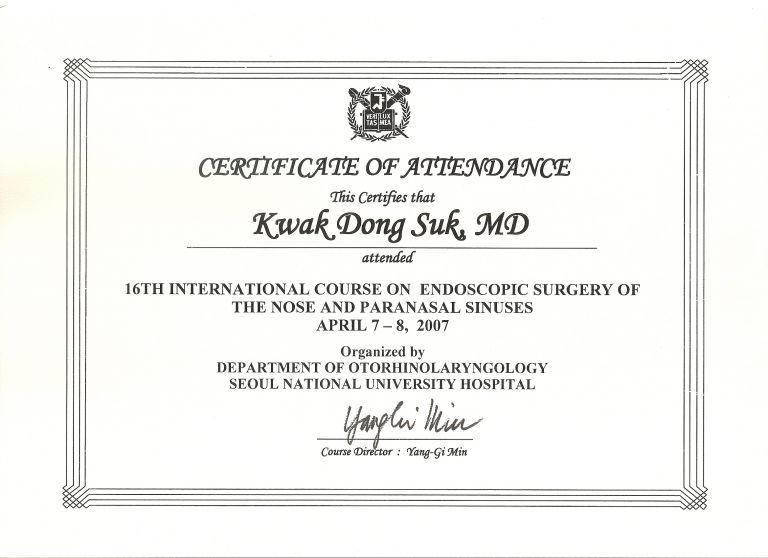 VERI LUX
TAS MEA
CERTIFICATE OF ATTENDANCE
This Certifies that
Kwak Dong Suk, MD
attended
16TH INTERNATIONAL COURSE ON ENDOSCOPIC SURGERY OF
THE NOSE AND PARANASAL SINUSES
APRIL 7 – 8, 2007
Organized by
DEPARTMENT OF OTORHINOLARYNGOLOGY
SEOUL NATIONAL UNIVERSITY HOSPITAL
YangGi Min
Course Director : Yang-Gi Min